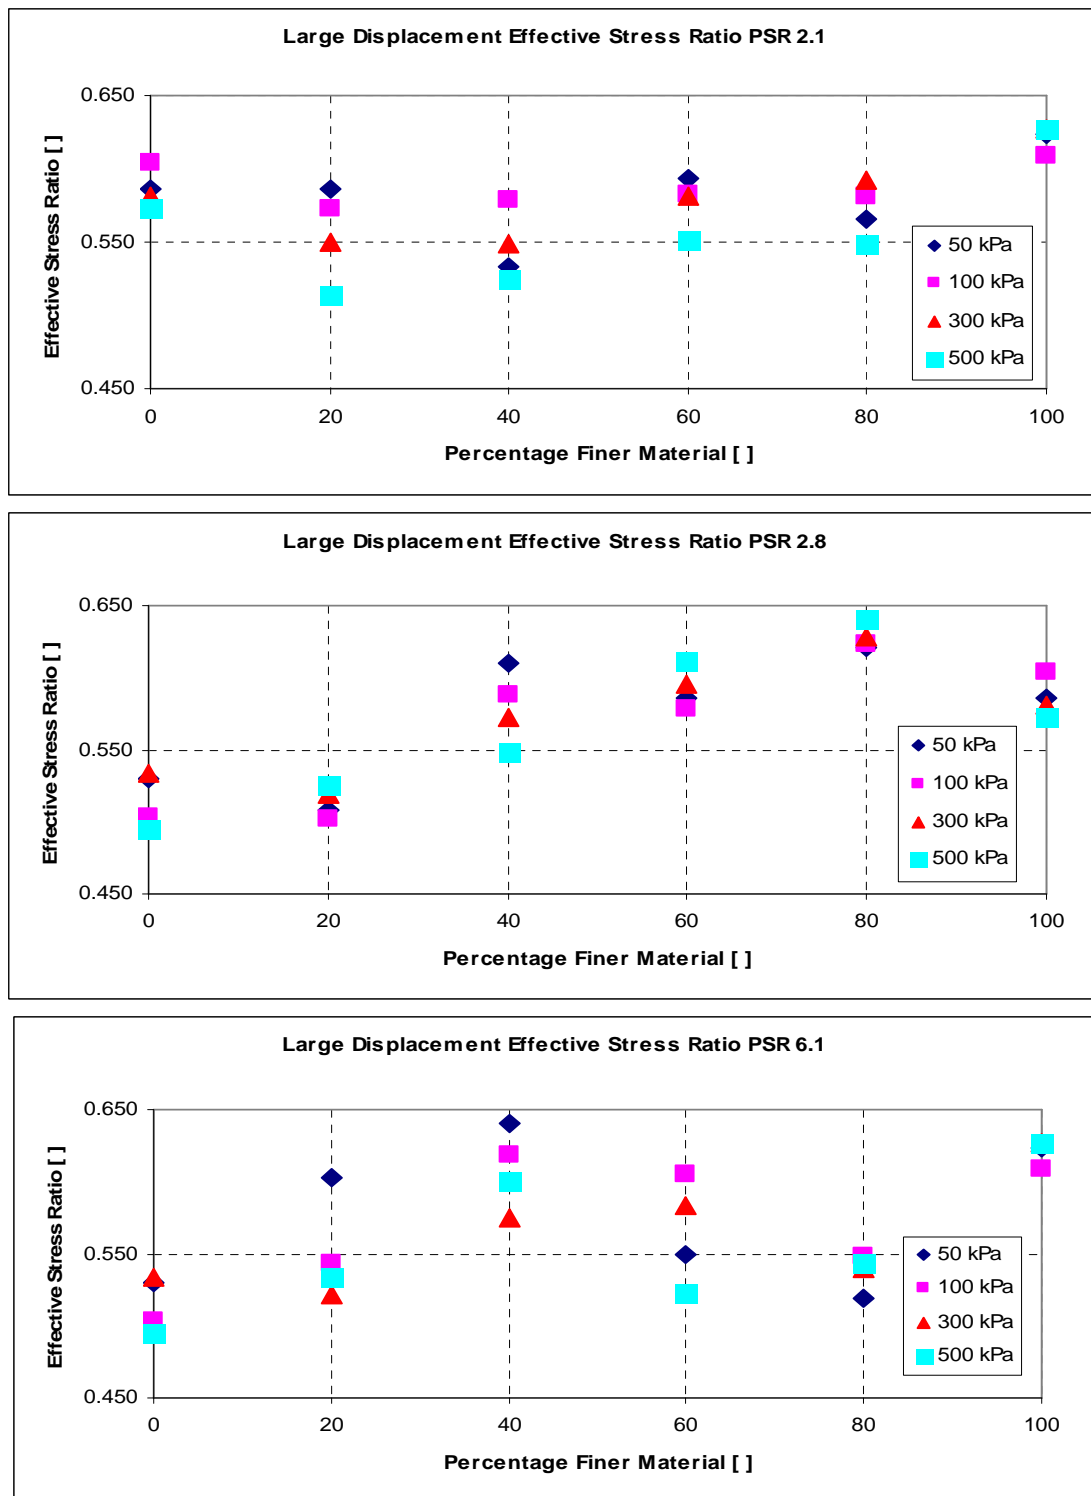 Large Displacement Effective Stress Ratio PSR 2.1
0.650
0.550
0.450
Effective Stress Ratio [ ]
0 20 40 60 80 100
Percentage Finer Material [ ]
50 kPa
100 kPa
300 kPa
500 kPa
Large Displacement Effective Stress Ratio PSR 2.8
0.650
0.550
0.450
Effective Stress Ratio [ ]
0 20 40 60 80 100
Percentage Finer Material [ ]
50 kPa
100 kPa
300 kPa
500 kPa
Large Displacement Effective Stress Ratio PSR 6.1
0.650
0.550
0.450
Effective Stress Ratio [ ]
0 20 40 60 80 100
Percentage Finer Material [ ]
50 kPa
100 kPa
300 kPa
500 kPa